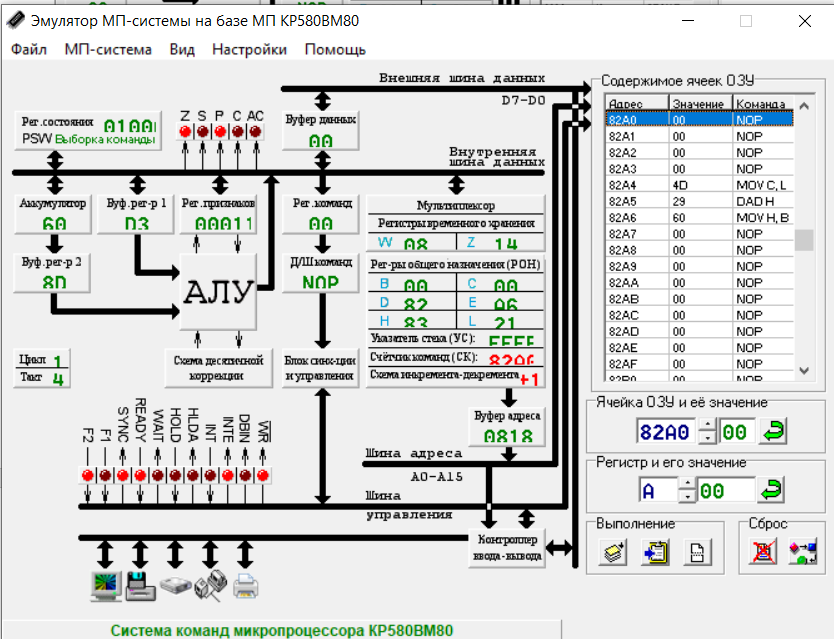 Эмулятор МП-системы на базе МП КР580ВМ80
Файл МП-система Вид Настройки Помощь
Внешняя шина данных
D7-D0
Рег.состояния
PSW Выборка команды
Z S P C AC
Буфер данных
00
Внутренняя
шина данных
Аккумулятор
60
Буф.рег-р 1
D3
Рег.признаков
00011
Рег.команд
00
Буф.рег-р 2
8D
АЛУ
Д/Ш команд
NOP
Мультиплексор
Регистры временного хранения
W 08 Z 14
Рег-ры общего назначения (РОН)
B 00 C 00
D 82 E 06
H 83 L 21
Указатель стека (УС): FFFF
Счётчик команд (СК): 82A6
Схема инкремента-декремента +1
Цикл 1
Такт 4
Схема десятичной
коррекции
Блок синх-ции
и управления
Буфер адреса
0818
F2 F1 SYNC READY WAIT HOLD HLDA INT INTE DBIN WR
Шина адреса
A0-A15
Шина
управления
Контроллер
ввода-вывода
Система команд микропроцессора КР580ВМ80
Содержимое ячеек ОЗУ
Адрес Значение Команда
82A0 00 NOP
82A1 00 NOP
82A2 00 NOP
82A3 00 NOP
82A4 4D MOV C, L
82A5 29 DAD H
82A6 60 MOV H, B
82A7 00 NOP
82A8 00 NOP
82A9 00 NOP
82AA 00 NOP
82AB 00 NOP
82AC 00 NOP
82AD 00 NOP
82AE 00 NOP
82AF 00 NOP
82B0 00 NOP
Ячейка ОЗУ и её значение
82A0 00
Регистр и его значение
A 00
Выполнение
Сброс